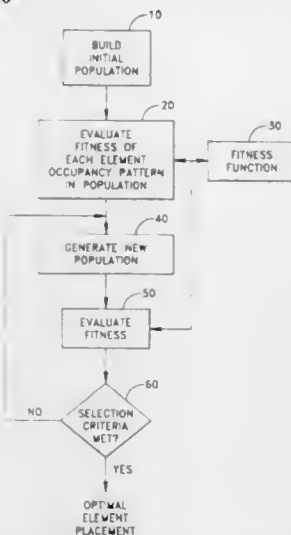 10
BUILD
INITIAL
POPULATION
20
EVALUATE
FITNESS OF
EACH ELEMENT
OCCUPANCY PATTERN
IN POPULATION
30
FITNESS
FUNCTION
40
GENERATE NEW
POPULATION
50
EVALUATE
FITNESS
60
SELECTION
CRITERIA
MET?
NO
YES
OPTIMAL
ELEMENT
PLACEMENT